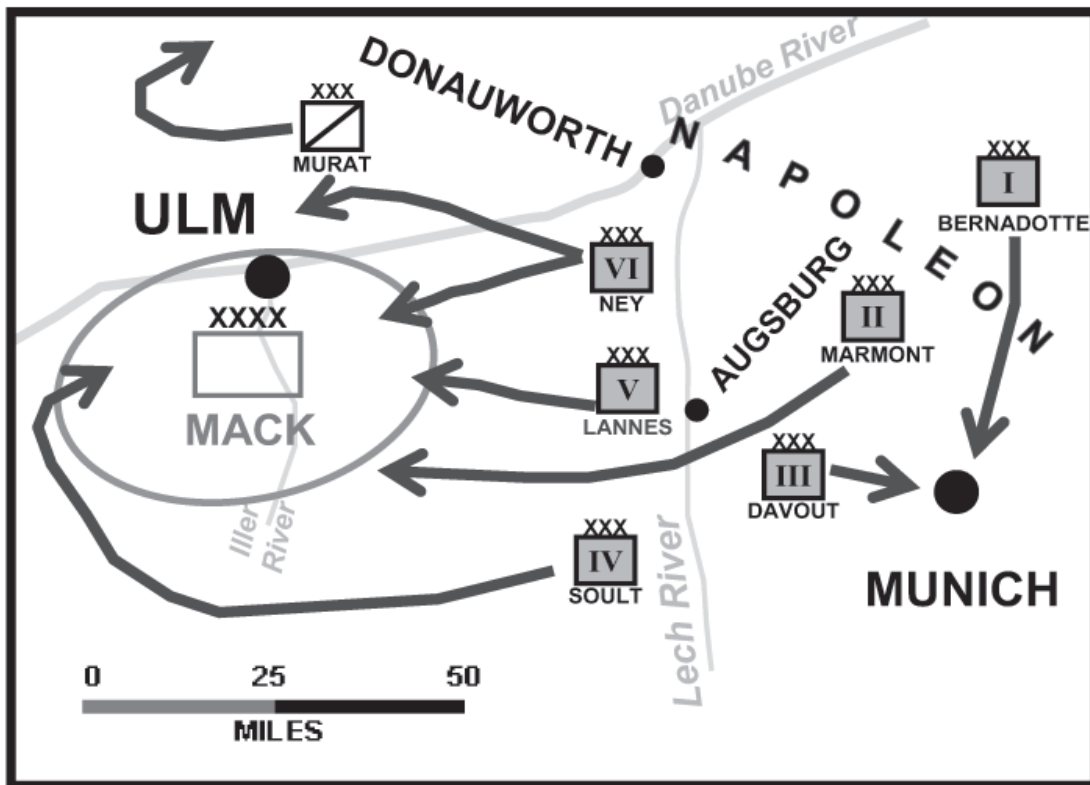 DONAUWORTH
Danube River
XXX
MURAT
NAPOLEON
XXX
I
BERNADOTTE
ULM
XXX
VI
NEY
AUGSBURG
XXX
II
MARMONT
XXXX
MACK
XXX
V
LANNES
XXX
III
DAVOUT
Iller
River
XXX
IV
SOULT
Lech River
MUNICH
0 25 50
MILES